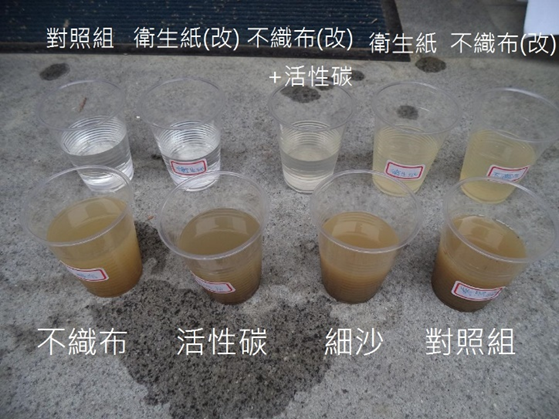 對照組 衛生紙(改) 不織布(改)+活性碳 衛生紙 不織布(改)
不織布 活性碳 細沙 對照組